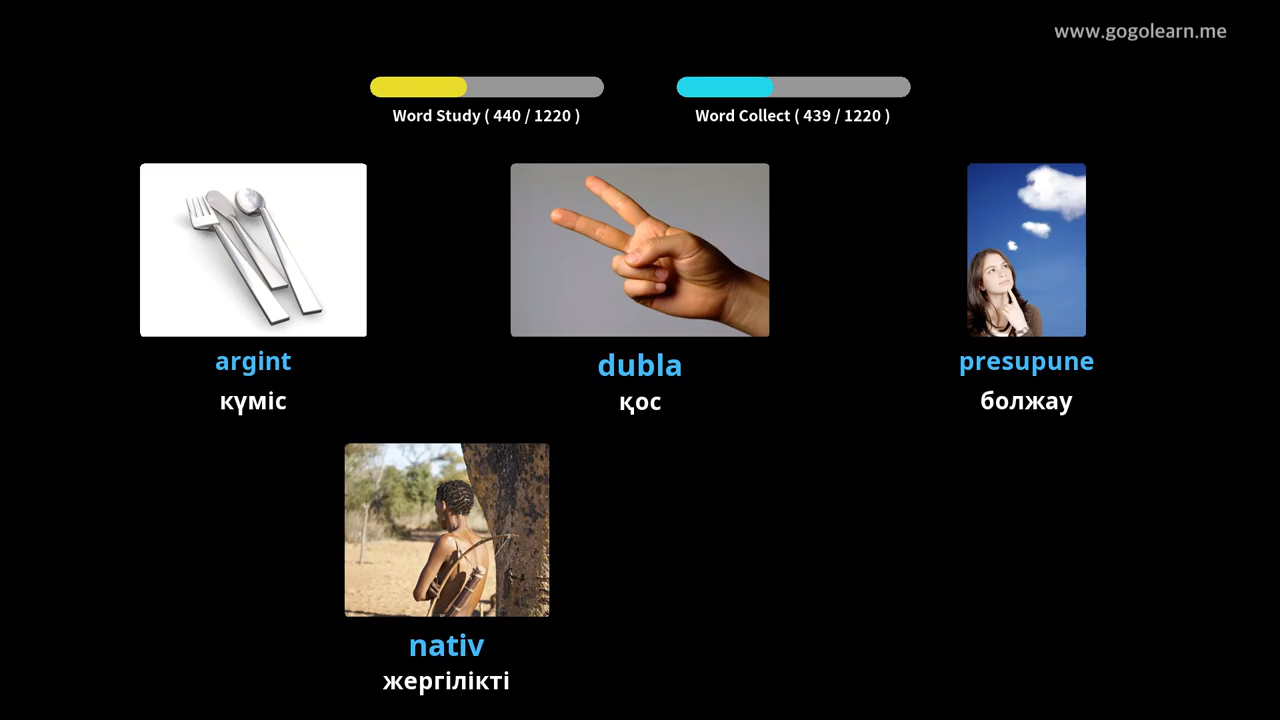 www.gogolearn.me
Word Study ( 440 / 1220 )
Word Collect ( 439 / 1220 )
argint
күміс
dubla
қос
presupune
болжау
nativ
жергілікті